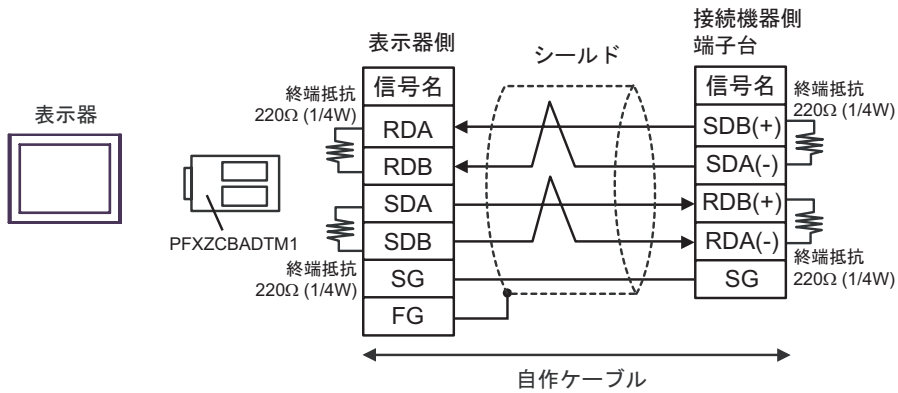 表示器
PFXZCBADTM1
表示器側
終端抵抗
220Ω (1/4W)
信号名
RDA
RDB
SDA
SDB
SG
FG
終端抵抗
220Ω (1/4W)
シールド
接続機器側
端子台
信号名
SDB(+)
SDA(-)
RDB(+)
RDA(-)
SG
終端抵抗
220Ω (1/4W)
終端抵抗
220Ω (1/4W)
自作ケーブル